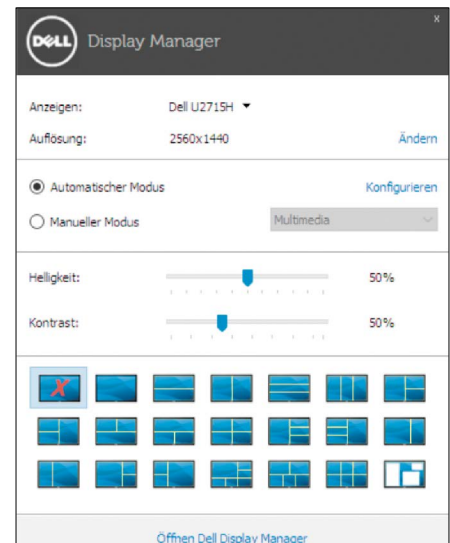 DELL Display Manager x
Anzeigen: Dell U2715H
Auflösung: 2560x1440 Ändern
Automatischer Modus Konfigurieren
Manueller Modus Multimedia
Helligkeit: 50%
Kontrast: 50%
Öffnen Dell Display Manager